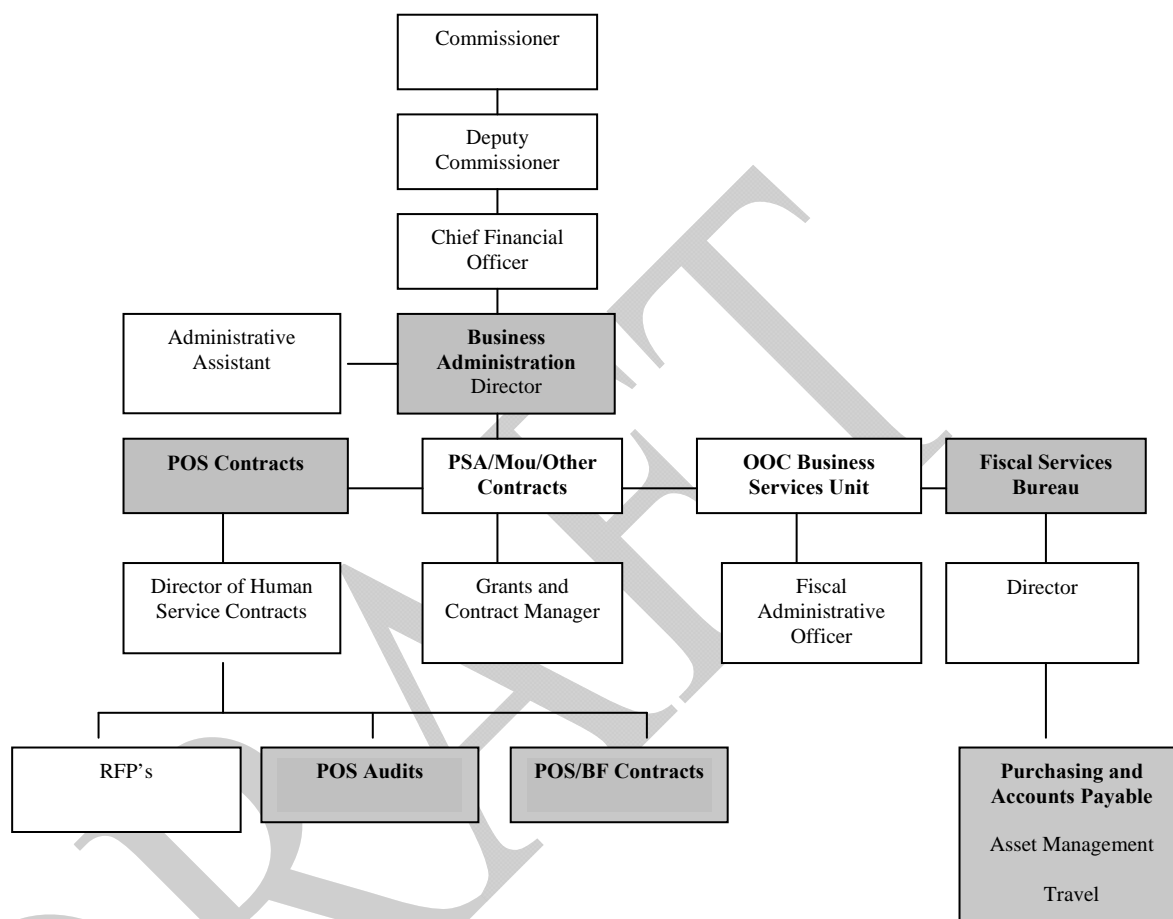 Commissioner
Deputy
Commissioner
Chief Financial
Officer
Administrative
Assistant
Business
Administration
Director
POS Contracts
PSA/Mou/Other
Contracts
OOC Business
Services Unit
Fiscal Services
Bureau
Director of Human
Service Contracts
Grants and
Contract Manager
Fiscal
Administrative
Officer
Director
RFP’s
POS Audits
POS/BF Contracts
Purchasing and
Accounts Payable
Asset Management
Travel
DRAFT